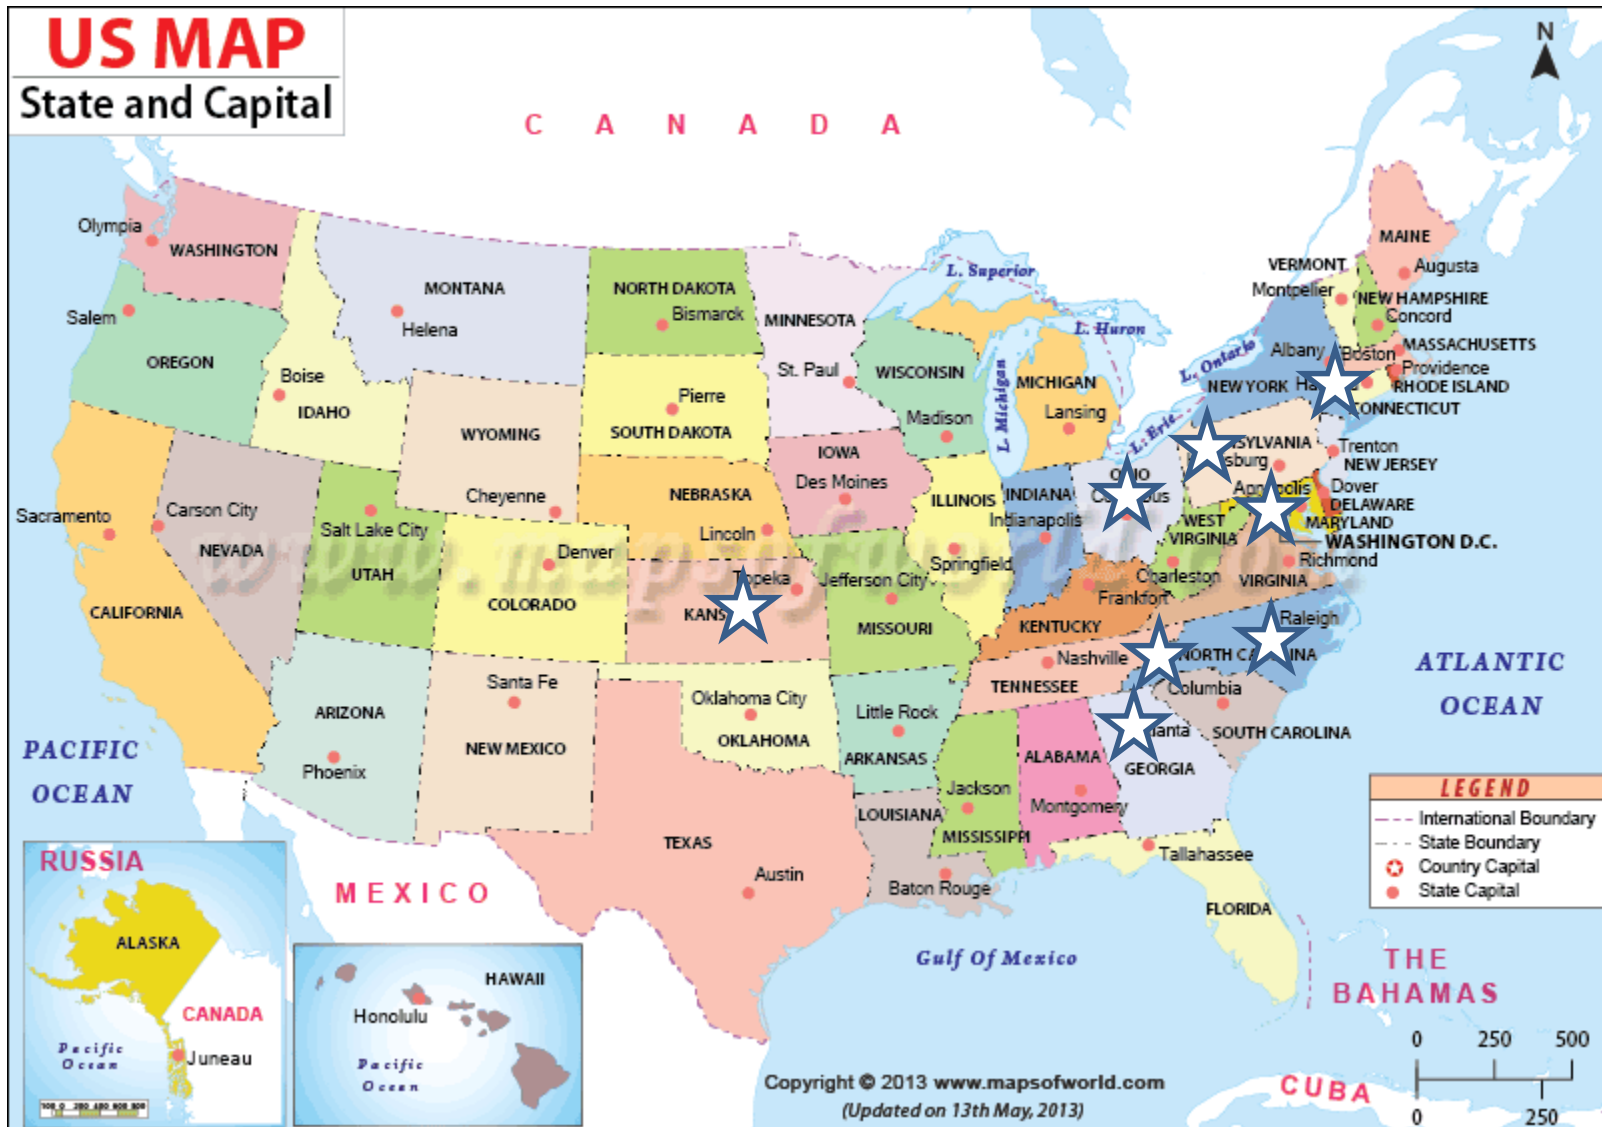 US MAP
State and Capital
N
CANADA
Olympia
WASHINGTON
MONTANA
Helena
NORTH DAKOTA
Bismarck
MINNESOTA
St. Paul
L. Superior
L. Huron
L. Michigan
L. Ontario
L. Erie
MAINE
Augusta
VERMONT
Montpelier
NEW HAMPSHIRE
Concord
Salem
OREGON
Boise
IDAHO
WYOMING
Cheyenne
Pierre
SOUTH DAKOTA
WISCONSIN
Madison
MICHIGAN
Lansing
Albany
Boston
MASSACHUSETTS
Providence
NEW YORK
RHODE ISLAND
CONNECTICUT
IOWA
Des Moines
NEBRASKA
Lincoln
ILLINOIS
Springfield
INDIANA
Indianapolis
OHIO
Trenton
NEW JERSEY
Dover
DELAWARE
Annapolis
MARYLAND
WASHINGTON D.C.
WEST
VIRGINIA
Charleston
Richmond
VIRGINIA
Sacramento
Carson City
NEVADA
Salt Lake City
UTAH
Denver
COLORADO
Topeka
Jefferson City
MISSOURI
Frankfort
KENTUCKY
www.mapsofworld.com
CALIFORNIA
ARIZONA
Phoenix
Santa Fe
NEW MEXICO
Oklahoma City
OKLAHOMA
Little Rock
ARKANSAS
Nashville
TENNESSEE
Raleigh
NORTH CAROLINA
Columbia
SOUTH CAROLINA
ALABAMA
Montgomery
GEORGIA
Jackson
MISSISSIPPI
LOUISIANA
Baton Rouge
TEXAS
Austin
Tallahassee
FLORIDA
PACIFIC
OCEAN
ATLANTIC
OCEAN
MEXICO
Gulf Of Mexico
THE
BAHAMAS
CUBA
LEGEND
International Boundary
State Boundary
Country Capital
State Capital
RUSSIA
ALASKA
CANADA
Juneau
Pacific
Ocean
HAWAII
Honolulu
Pacific
Ocean
0 250 500
0 250
Copyright © 2013 www.mapsofworld.com
(Updated on 13th May, 2013)